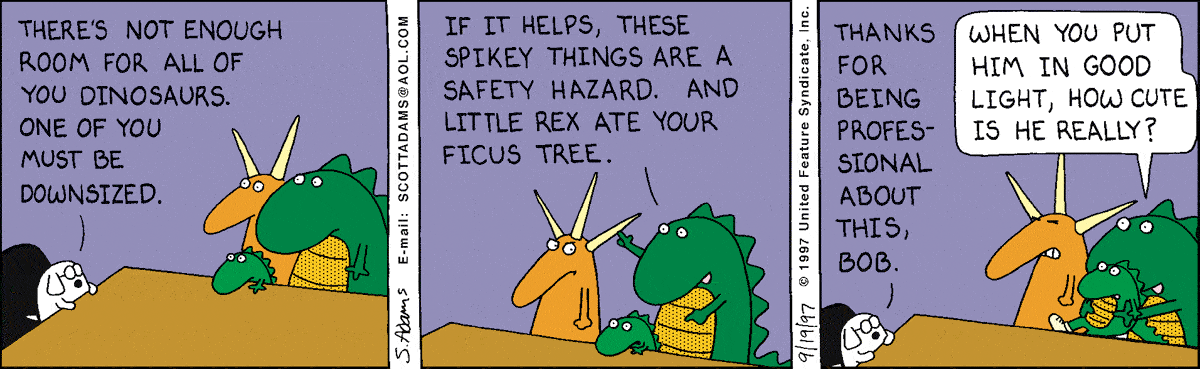 THERE'S NOT ENOUGH
ROOM FOR ALL OF
YOU DINOSAURS.
ONE OF YOU
MUST BE
DOWNSIZED.
S. Adams E-mail: SCOTTADAMS@AOL.COM
IF IT HELPS, THESE
SPIKEY THINGS ARE A
SAFETY HAZARD. AND
LITTLE REX ATE YOUR
FICUS TREE.
9/19/97 © 1997 United Feature Syndicate, Inc.
THANKS
FOR
BEING
PROFES-
SIONAL
ABOUT
THIS,
BOB.
WHEN YOU PUT
HIM IN GOOD
LIGHT, HOW CUTE
IS HE REALLY?